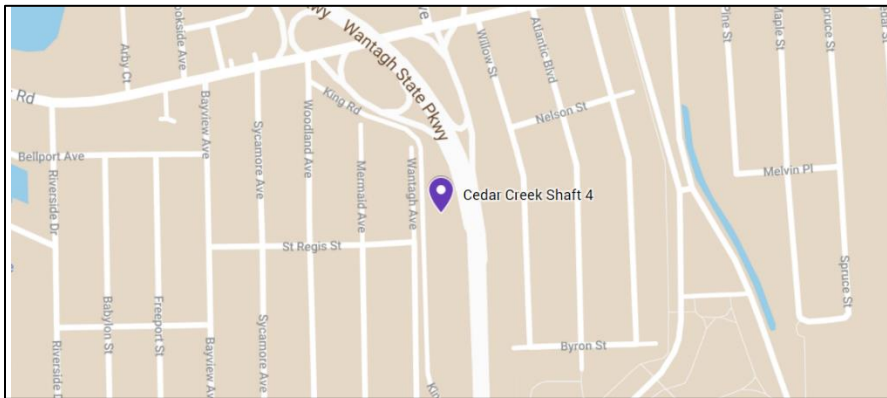 Wantagh State Pkwy
Arby Ct
Bayview Ave
Sycamore Ave
Woodland Ave
King Rd
Willow St
Atlantic Blvd
Nelson St
Pine St
Maple St
Spruce St
Rd
Bellport Ave
Riverside Dr
Mermaid Ave
Wantagh Ave
Melvin Pl
Cedar Creek Shaft 4
St Regis St
Babylon St
Freeport St
Sycamore Ave
Spruce St
Byron St
Riverside D
Bayview Av